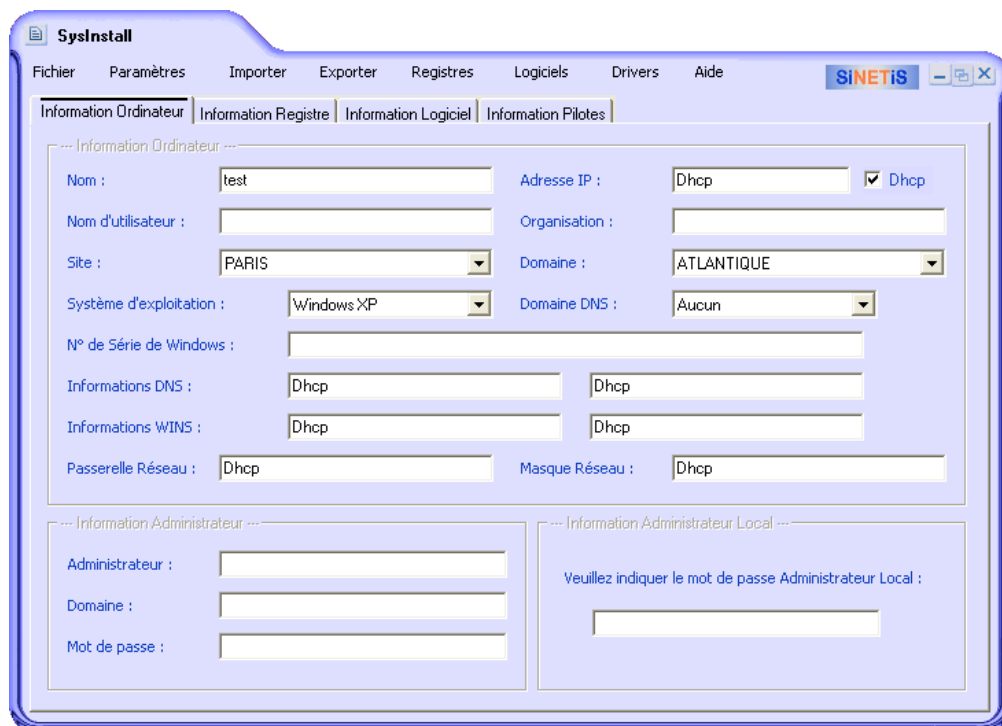 SysInstall
Fichier Paramètres Importer Exporter Registres Logiciels Drivers Aide SiNETiS
Information Ordinateur Information Registre Information Logiciel Information Pilotes
--- Information Ordinateur ---
Nom : test Adresse IP : Dhcp Dhcp
Nom d'utilisateur : Organisation :
Site : PARIS Domaine : ATLANTIQUE
Système d'exploitation : Windows XP Domaine DNS : Aucun
N° de Série de Windows :
Informations DNS : Dhcp Dhcp
Informations WINS : Dhcp Dhcp
Passerelle Réseau : Dhcp Masque Réseau : Dhcp
--- Information Administrateur ---
Administrateur :
Domaine :
Mot de passe :
--- Information Administrateur Local ---
Veuillez indiquer le mot de passe Administrateur Local :